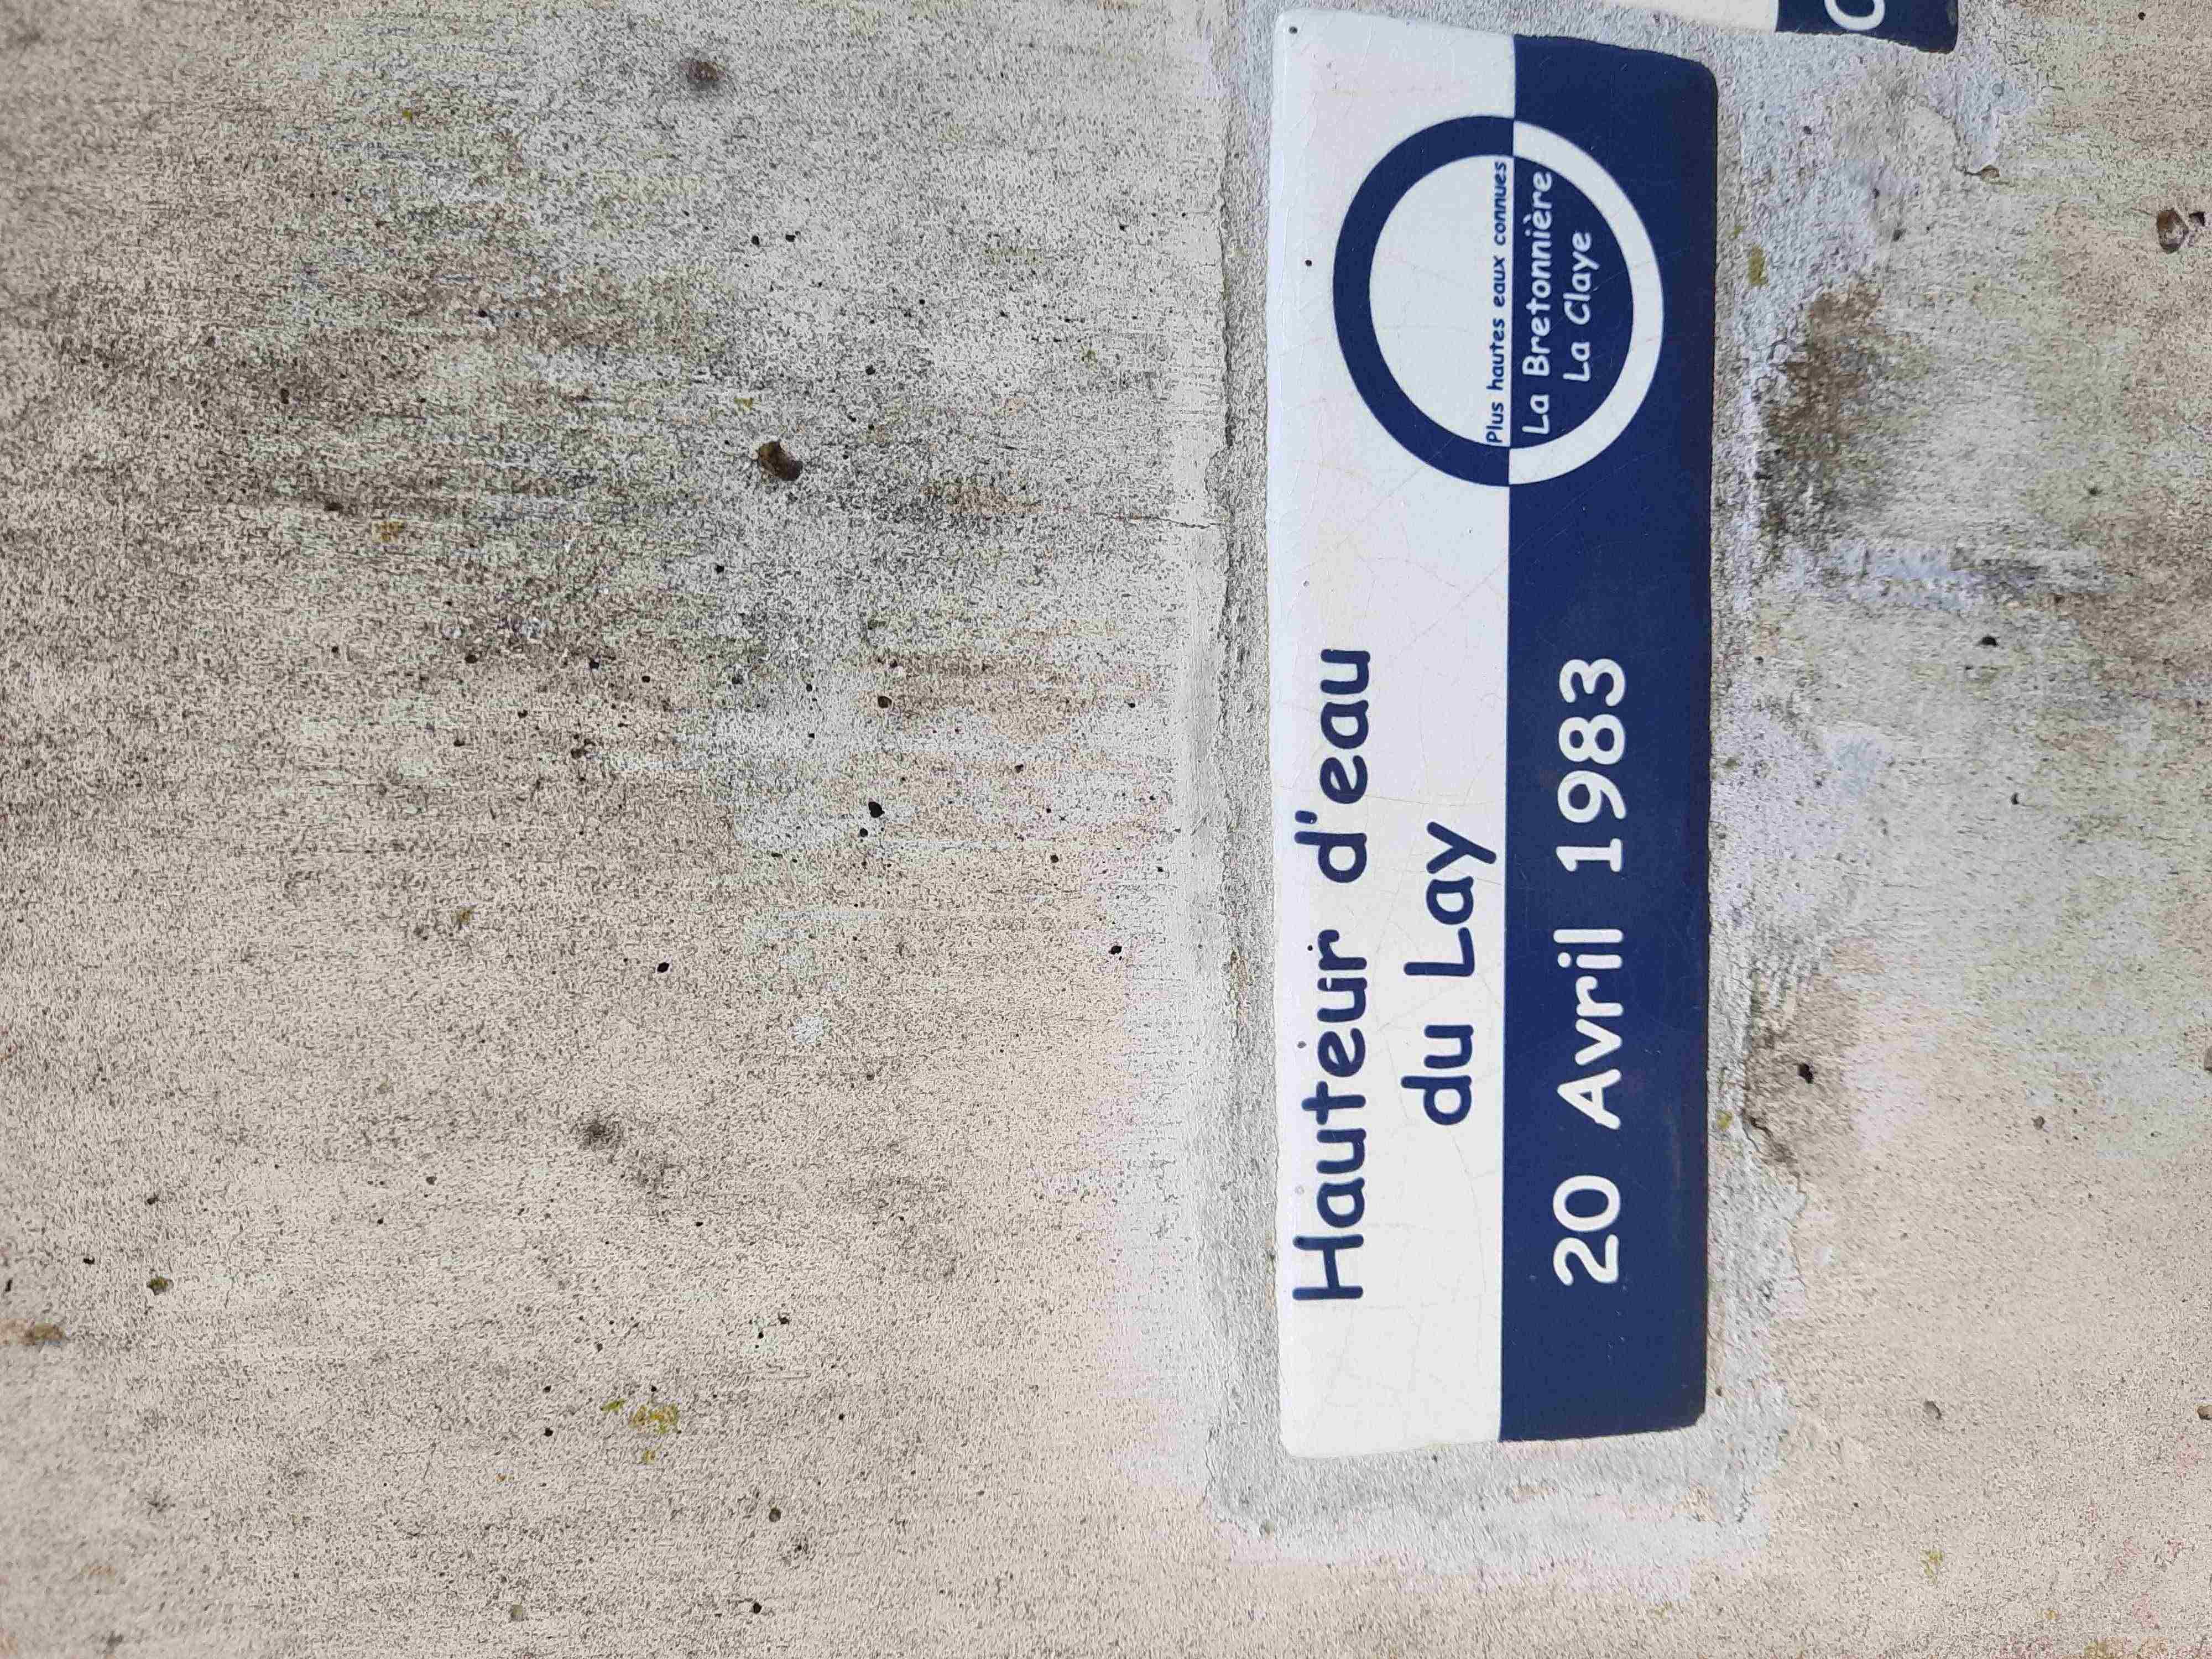 Hauteur d'eau
du Lay
20 Avril 1983
Plus hautes eaux connues
La Bretonnière
La Claye